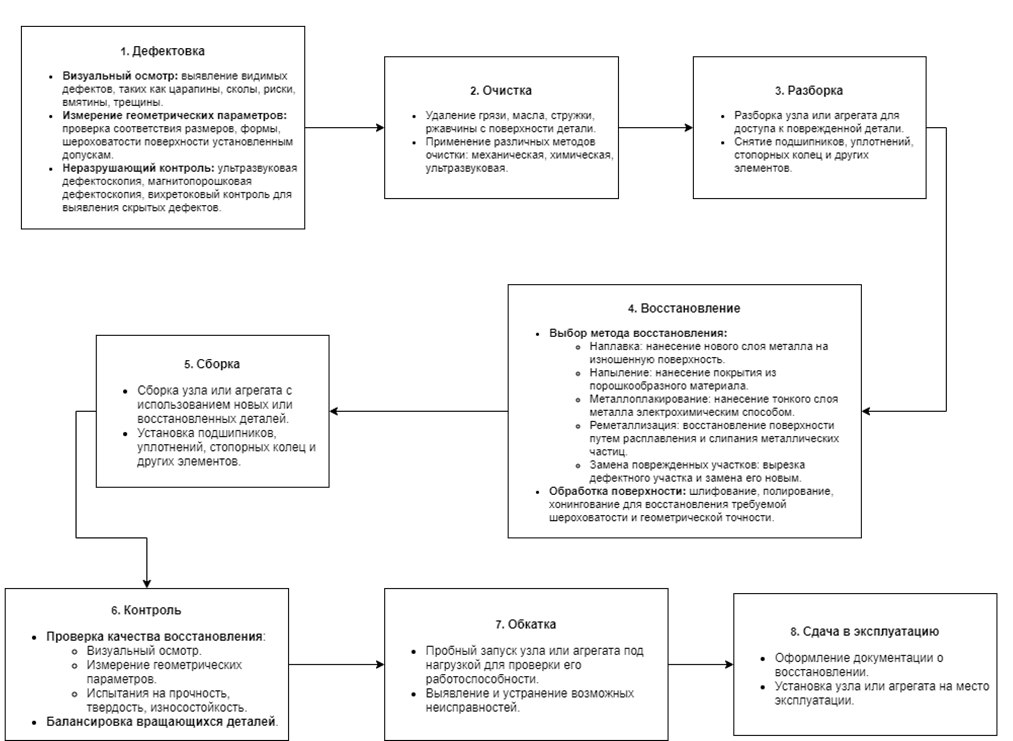 1. Дефектовка
• Визуальный осмотр: выявление видимых
дефектов, таких как царапины, сколы, риски,
вмятины, трещины.
• Измерение геометрических параметров:
проверка соответствия размеров, формы,
шероховатости поверхности установленным
допускам.
• Неразрушающий контроль: ультразвуковая
дефектоскопия, магнитопорошковая
дефектоскопия, вихретоковый контроль для
выявления скрытых дефектов.
2. Очистка
• Удаление грязи, масла, стружки,
ржавчины с поверхности детали.
• Применение различных методов
очистки: механическая, химическая,
ультразвуковая.
3. Разборка
• Разборка узла или агрегата для
доступа к поврежденной детали.
• Снятие подшипников, уплотнений,
стопорных колец и других
элементов.
4. Восстановление
• Выбор метода восстановления:
◦ Наплавка: нанесение нового слоя металла на
изношенную поверхность.
◦ Напыление: нанесение покрытия из
порошкообразного материала.
◦ Металлоплакирование: нанесение тонкого слоя
металла электрохимическим способом.
◦ Реметаллизация: восстановление поверхности
путем расплавления и слипания металлических
частиц.
◦ Замена поврежденных участков: вырезка
дефектного участка и замена его новым.
• Обработка поверхности: шлифование, полирование,
хонингование для восстановления требуемой
шероховатости и геометрической точности.
5. Сборка
• Сборка узла или агрегата с
использованием новых или
восстановленных деталей.
• Установка подшипников,
уплотнений, стопорных колец и
других элементов.
6. Контроль
• Проверка качества восстановления:
◦ Визуальный осмотр.
◦ Измерение геометрических
параметров.
◦ Испытания на прочность,
твердость, износостойкость.
• Балансировка вращающихся деталей.
7. Обкатка
• Пробный запуск узла или агрегата под
нагрузкой для проверки его
работоспособности.
• Выявление и устранение возможных
неисправностей.
8. Сдача в эксплуатацию
• Оформление документации о
восстановлении.
• Установка узла или агрегата на место
эксплуатации.